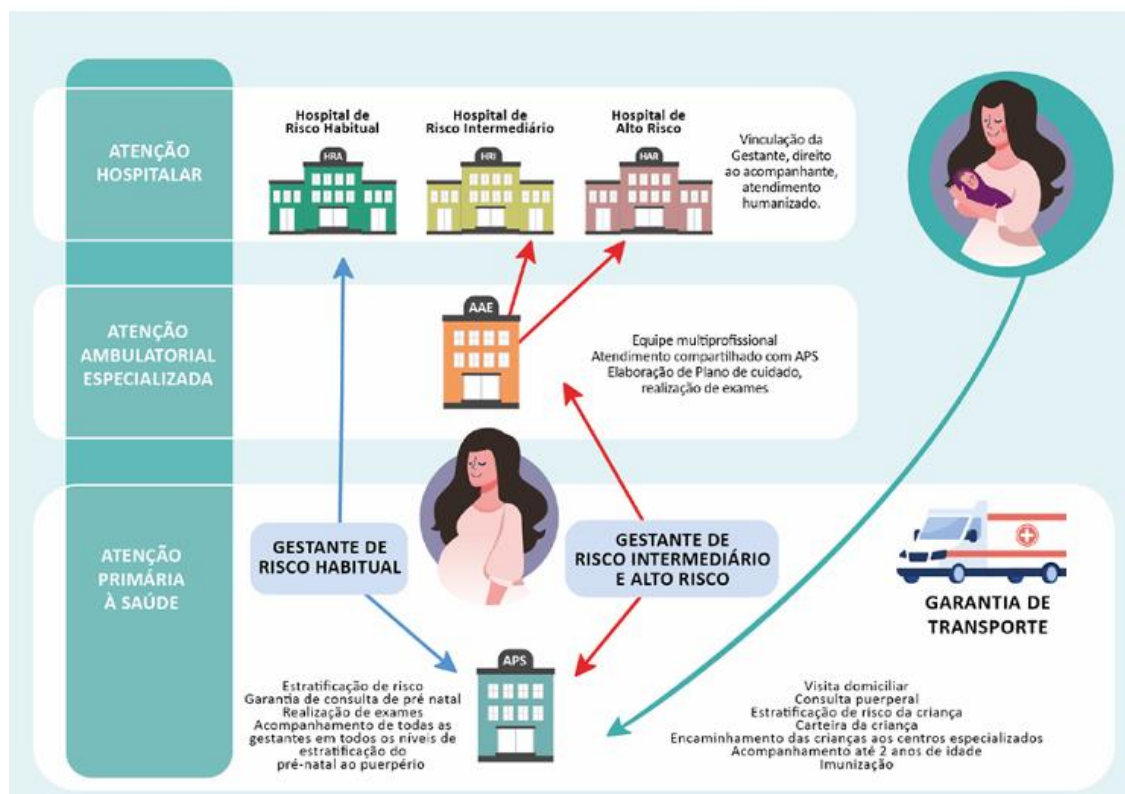 ATENÇÃO
HOSPITALAR
Hospital de
Risco Habitual
HRA
Hospital de
Risco Intermediário
HRI
Hospital de
Alto Risco
HAR
Vinculação da
Gestante, direito
ao acompanhante,
atendimento
humanizado.
ATENÇÃO
AMBULATORIAL
ESPECIALIZADA
AAE
Equipe multiprofissional
Atendimento compartilhado com APS
Elaboração de Plano de cuidado,
realização de exames
ATENÇÃO
PRIMÁRIA
À SAÚDE
GESTANTE DE
RISCO HABITUAL
GESTANTE DE
RISCO INTERMEDIÁRIO
E ALTO RISCO
GARANTIA DE
TRANSPORTE
APS
Estratificação de risco
Garantia de consulta de pré natal
Realização de exames
Acompanhamento de todas as
gestantes em todos os níveis de
estratificação do
pré-natal ao puerpério
Visita domiciliar
Consulta puerperal
Estratificação de risco da criança
Carteira da criança
Encaminhamento das crianças aos centros especializados
Acompanhamento até 2 anos de idade
Imunização